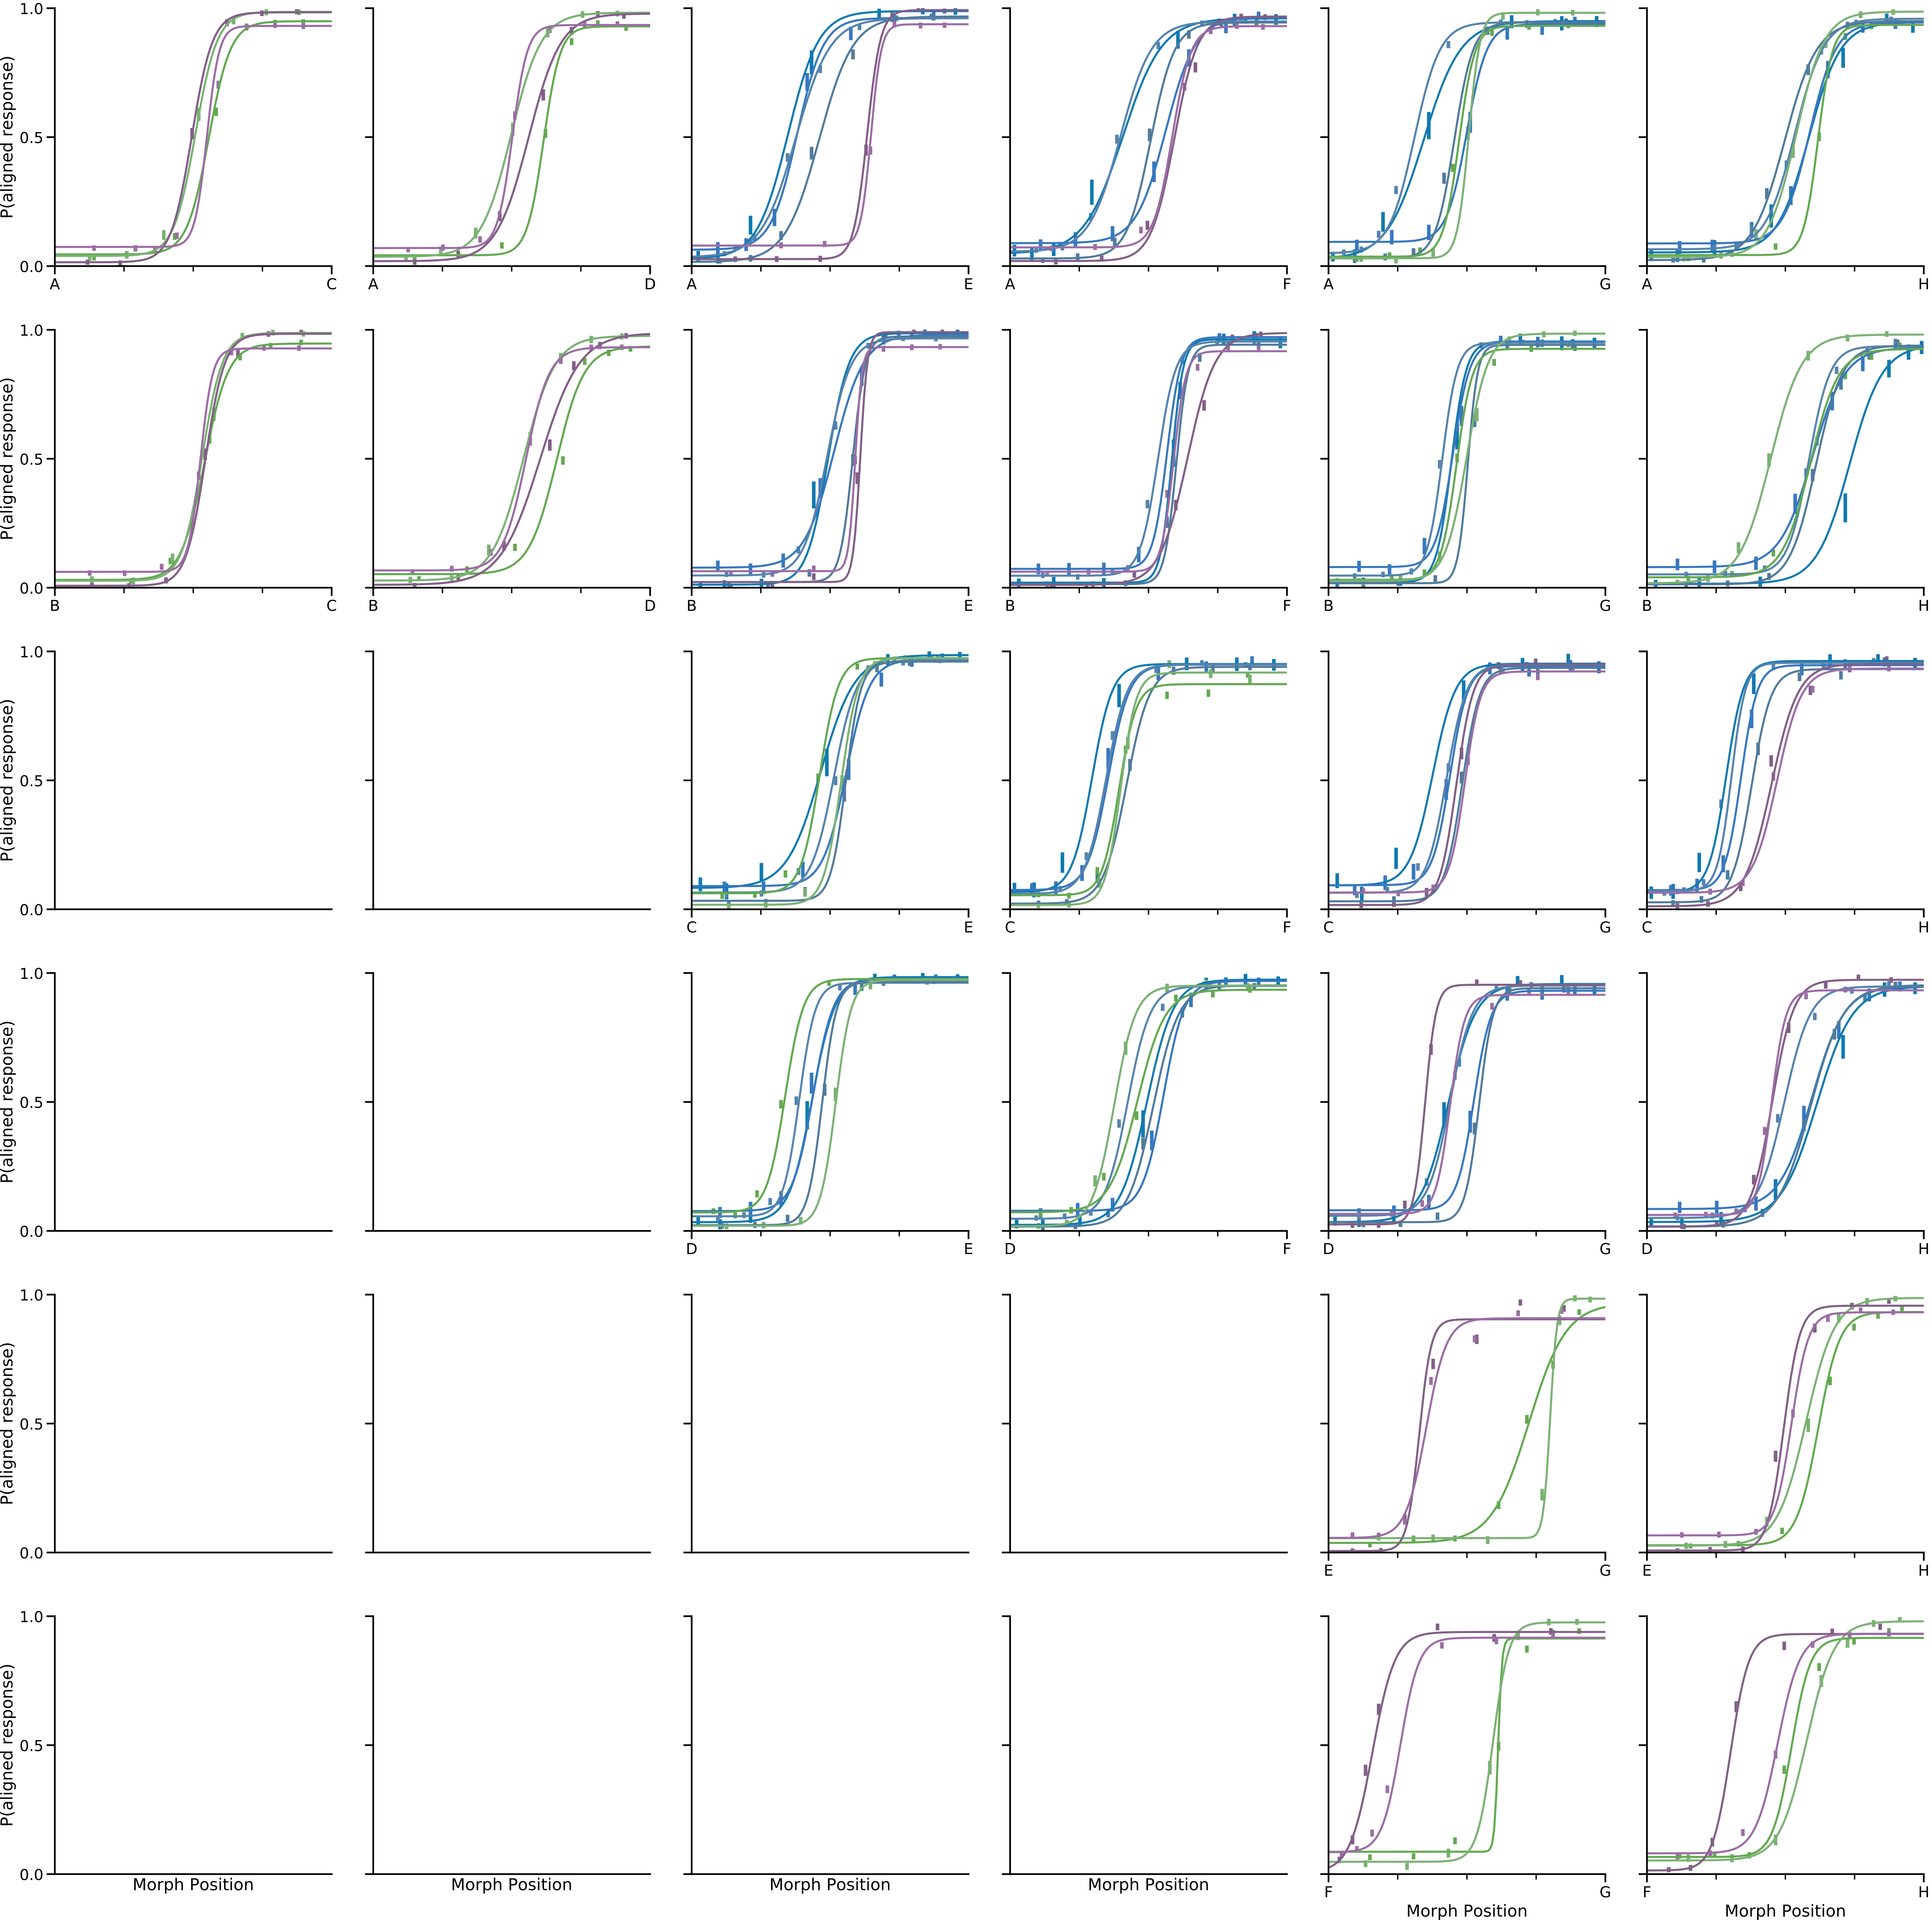 P(aligned response)
1.0
0.5
0.0
A C
A D
A E
A F
A G
A H
P(aligned response)
1.0
0.5
0.0
B C
B D
B E
B F
B G
B H
P(aligned response)
1.0
0.5
0.0
C E
C F
C G
C H
P(aligned response)
1.0
0.5
0.0
D E
D F
D G
D H
P(aligned response)
1.0
0.5
0.0
E G
E H
P(aligned response)
1.0
0.5
0.0
F G
F H
Morph Position
Morph Position
Morph Position
Morph Position
Morph Position
Morph Position